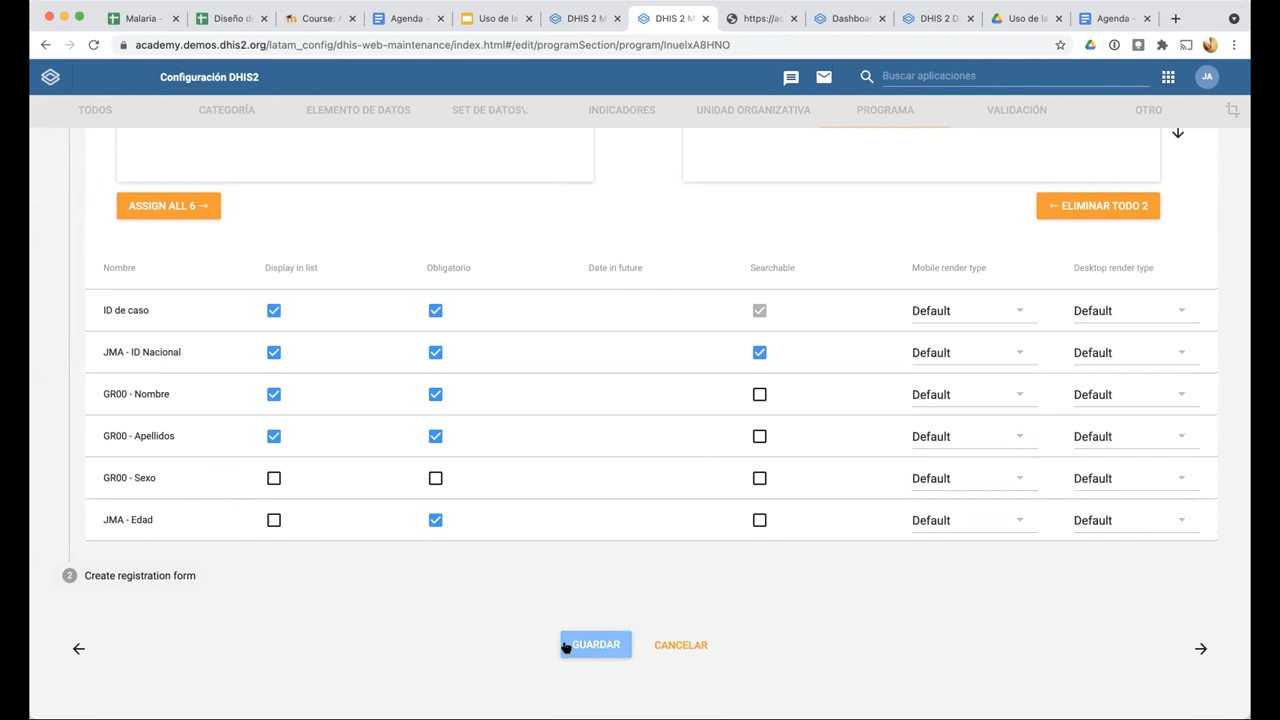 Malaria -
Diseño de
Course: A
Agenda -
Uso de la
DHIS 2 M
DHIS 2 M
https://ac
Dashboa
DHIS 2 D
Uso de la
Agenda -
academy.demos.dhis2.org/latam_config/dhis-web-maintenance/index.html#/edit/programSection/program/InuelxA8HNO
Configuración DHIS2
Buscar aplicaciones
JA
TODOS
CATEGORÍA
ELEMENTO DE DATOS
SET DE DATOS\:
INDICADORES
UNIDAD ORGANIZATIVA
PROGRAMA
VALIDACIÓN
OTRO
ASSIGN ALL 6 →
← ELIMINAR TODO 2
Nombre Display in list Obligatorio Date in future Searchable Mobile render type Desktop render type
ID de caso Default Default
JMA - ID Nacional Default Default
GR00 - Nombre Default Default
GR00 - Apellidos Default Default
GR00 - Sexo Default Default
JMA - Edad Default Default
2 Create registration form
GUARDAR CANCELAR